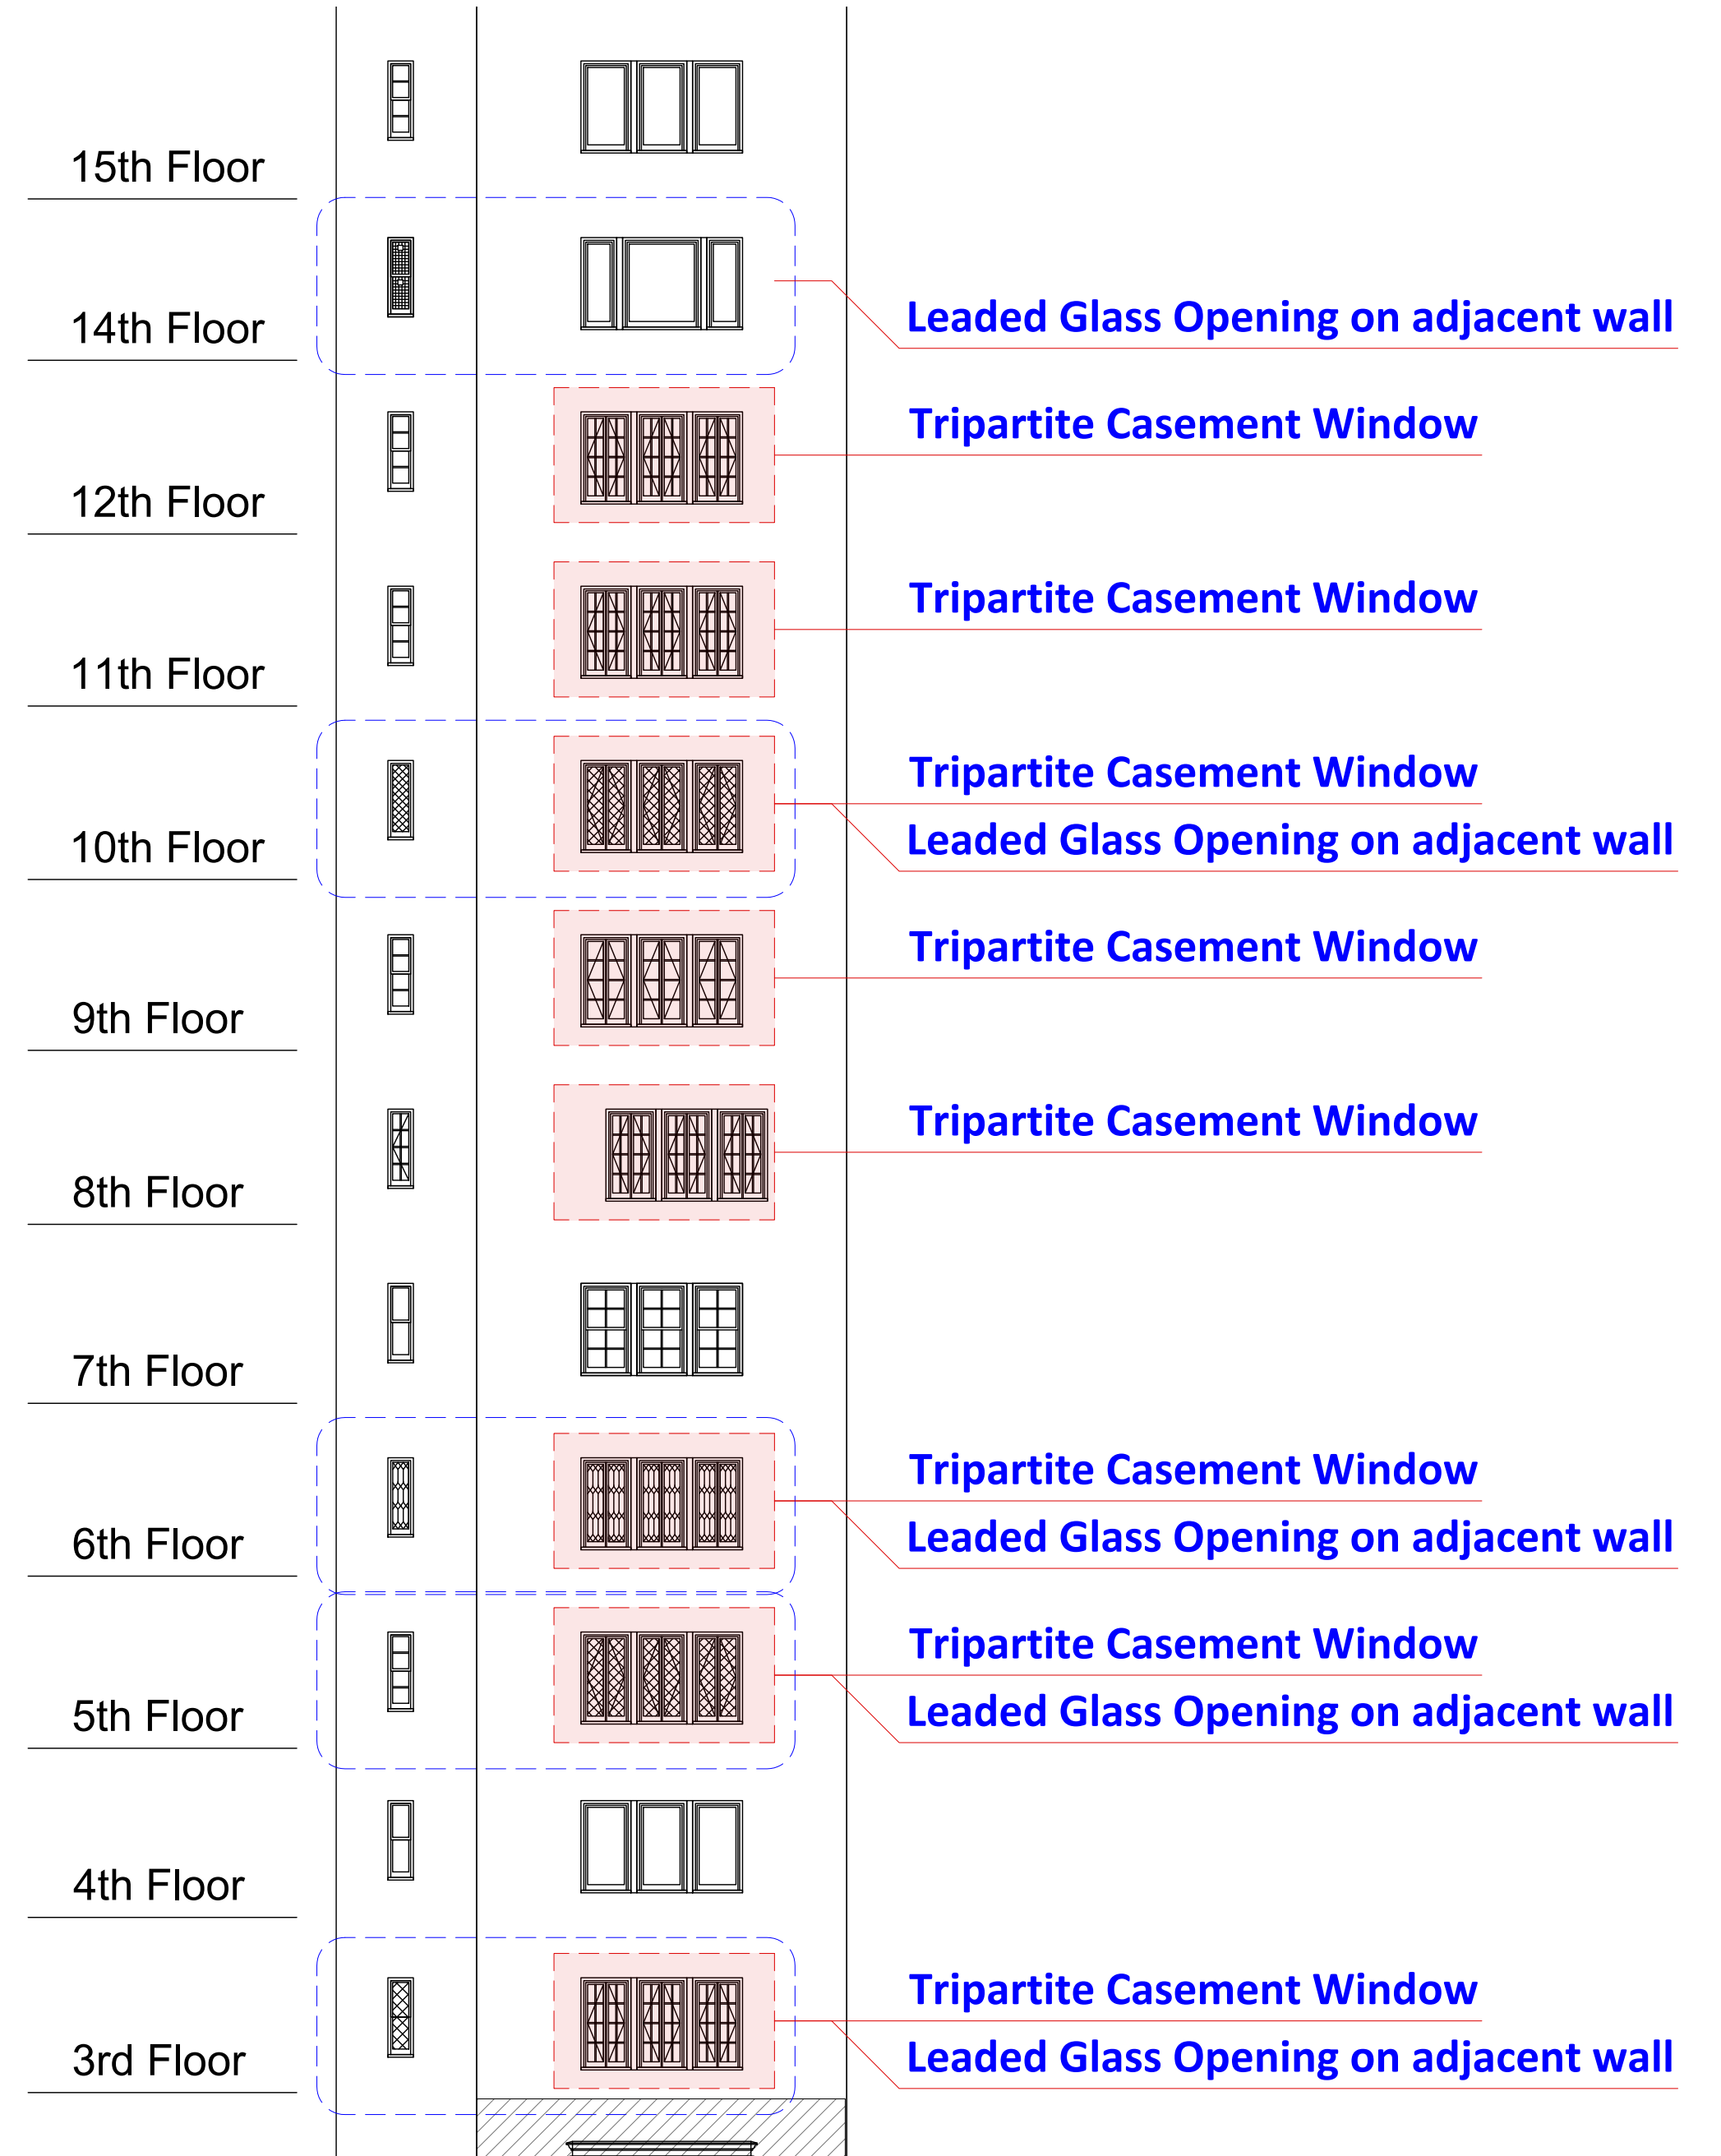 15th Floor
14th Floor
Leaded Glass Opening on adjacent wall
Tripartite Casement Window
12th Floor
Tripartite Casement Window
11th Floor
Tripartite Casement Window
Leaded Glass Opening on adjacent wall
10th Floor
Tripartite Casement Window
9th Floor
Tripartite Casement Window
8th Floor
7th Floor
Tripartite Casement Window
Leaded Glass Opening on adjacent wall
6th Floor
Tripartite Casement Window
Leaded Glass Opening on adjacent wall
5th Floor
4th Floor
Tripartite Casement Window
Leaded Glass Opening on adjacent wall
3rd Floor